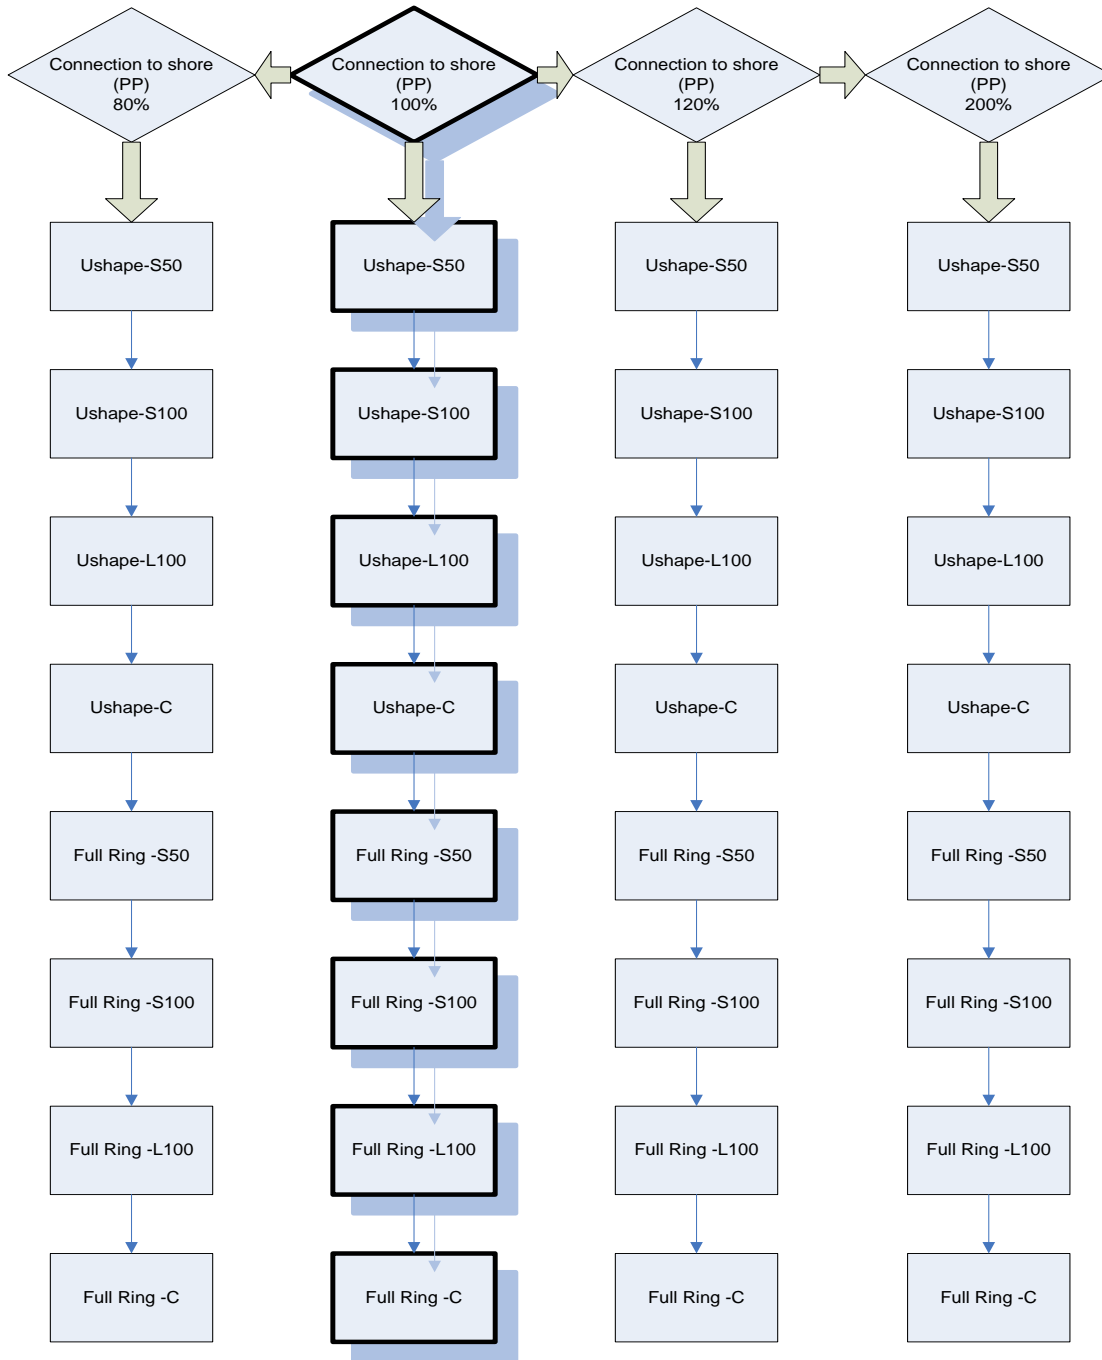 Connection to shore
(PP)
80%
Connection to shore
(PP)
100%
Connection to shore
(PP)
120%
Connection to shore
(PP)
200%
Ushape-S50
Ushape-S50
Ushape-S50
Ushape-S50
Ushape-S100
Ushape-S100
Ushape-S100
Ushape-S100
Ushape-L100
Ushape-L100
Ushape-L100
Ushape-L100
Ushape-C
Ushape-C
Ushape-C
Ushape-C
Full Ring -S50
Full Ring -S50
Full Ring -S50
Full Ring -S50
Full Ring -S100
Full Ring -S100
Full Ring -S100
Full Ring -S100
Full Ring -L100
Full Ring -L100
Full Ring -L100
Full Ring -L100
Full Ring -C
Full Ring -C
Full Ring -C
Full Ring -C